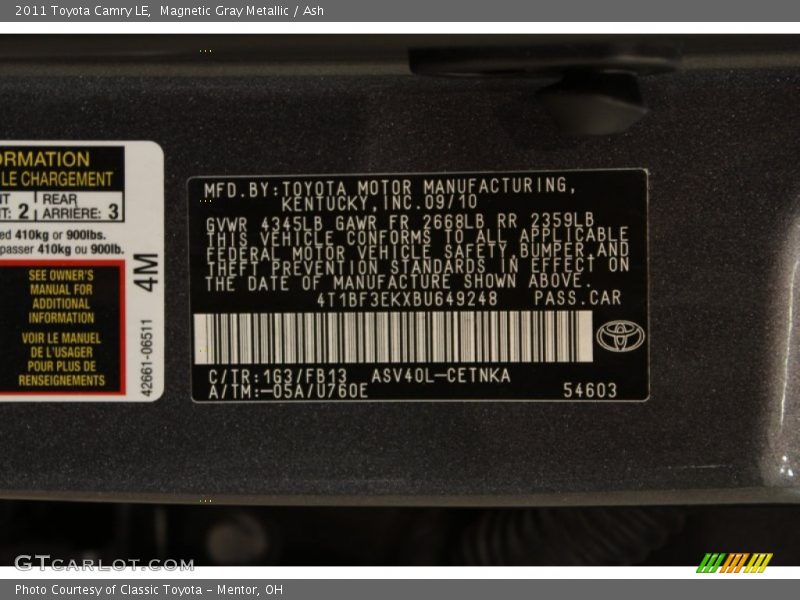 2011 Toyota Camry LE, Magnetic Gray Metallic / Ash
ORMATION
LE CHARGEMENT
NT 2 REAR
T: ARRIÈRE: 3
ed 410kg or 900lbs.
passer 410kg ou 900lb.
SEE OWNER'S
MANUAL FOR
ADDITIONAL
INFORMATION
VOIR LE MANUEL
DE L'USAGER
POUR PLUS DE
RENSEIGNEMENTS
4M
42661-06511
MFD.BY:TOYOTA MOTOR MANUFACTURING,
KENTUCKY,INC.09/10
GVWR 4345LB GAWR FR 2668LB RR 2359LB
THIS VEHICLE CONFORMS TO ALL APPLICABLE
FEDERAL MOTOR VEHICLE SAFETY,BUMPER,AND
THEFT PREVENTION STANDARDS IN EFFECT ON
THE DATE OF MANUFACTURE SHOWN ABOVE.
4T1BF3EKXBU649248 PASS.CAR
C/TR:1G3/FB13 ASV40L-CETNKA
A/TM:-05A/U760E 54603
GTCARLOT.COM
Photo Courtesy of Classic Toyota - Mentor, OH